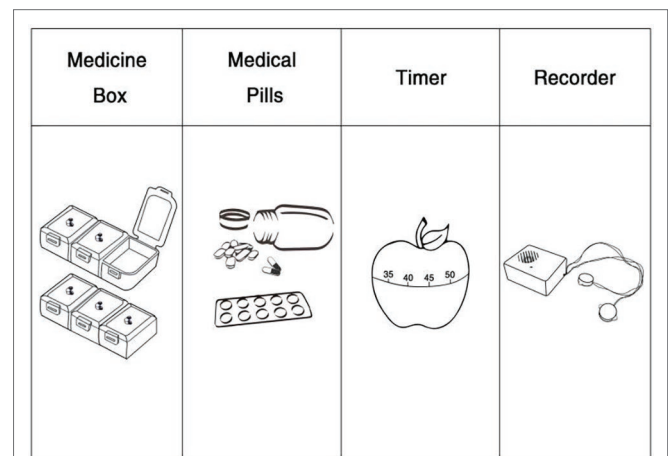 Medicine
Box
Medical
Pills
Timer
Recorder
35 40 45 50